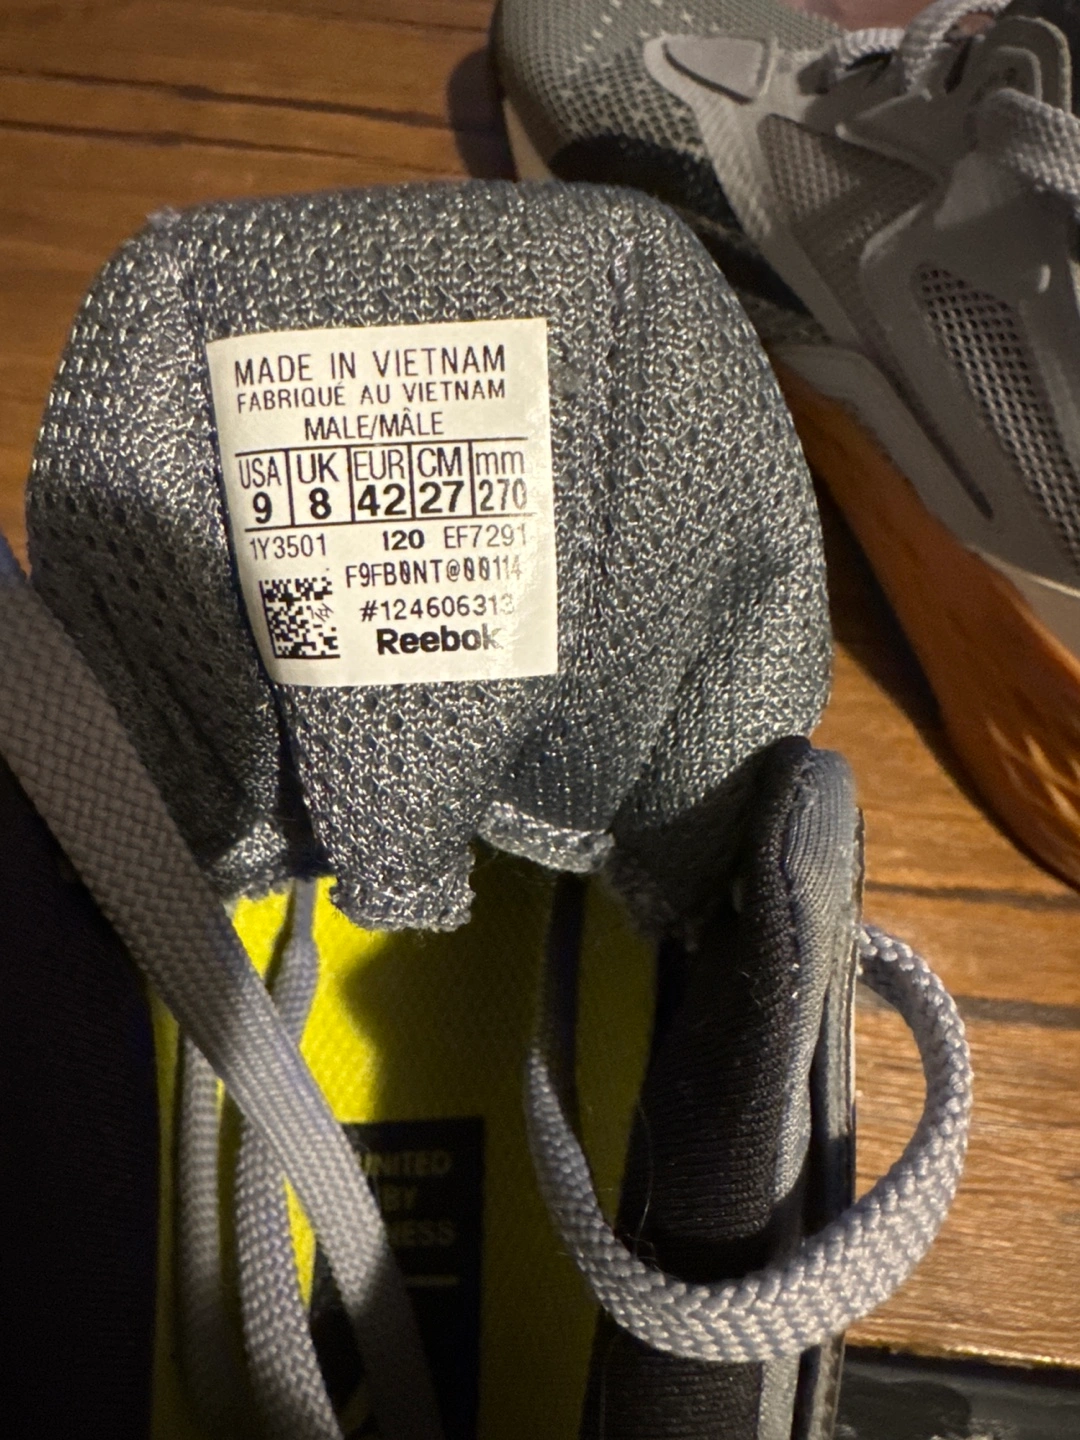 MADE IN VIETNAM
FABRIQUÉ AU VIETNAM
MALE/MÂLE
USA UK EUR CM mm
9 8 42 27 270
1Y3501 I20 EF7291
F9FB0NT@00114
#124606313
Reebok
UNITED
BY